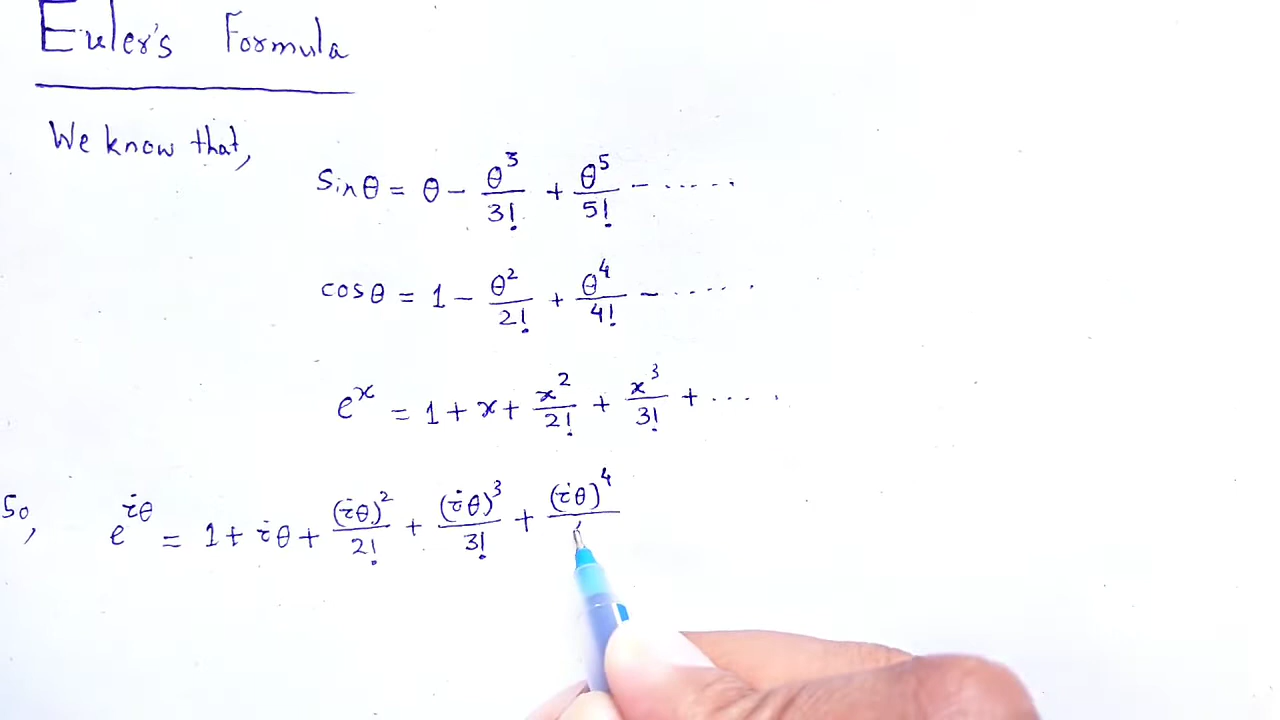 Euler's Formula
We know that,
sinθ = θ - θ³/3! + θ⁵/5! - ......
cosθ = 1 - θ²/2! + θ⁴/4! - ......
eˣ = 1 + x + x²/2! + x³/3! + .....
So, e^{iθ} = 1 + iθ + (iθ)²/2! + (iθ)³/3! + (iθ)⁴/